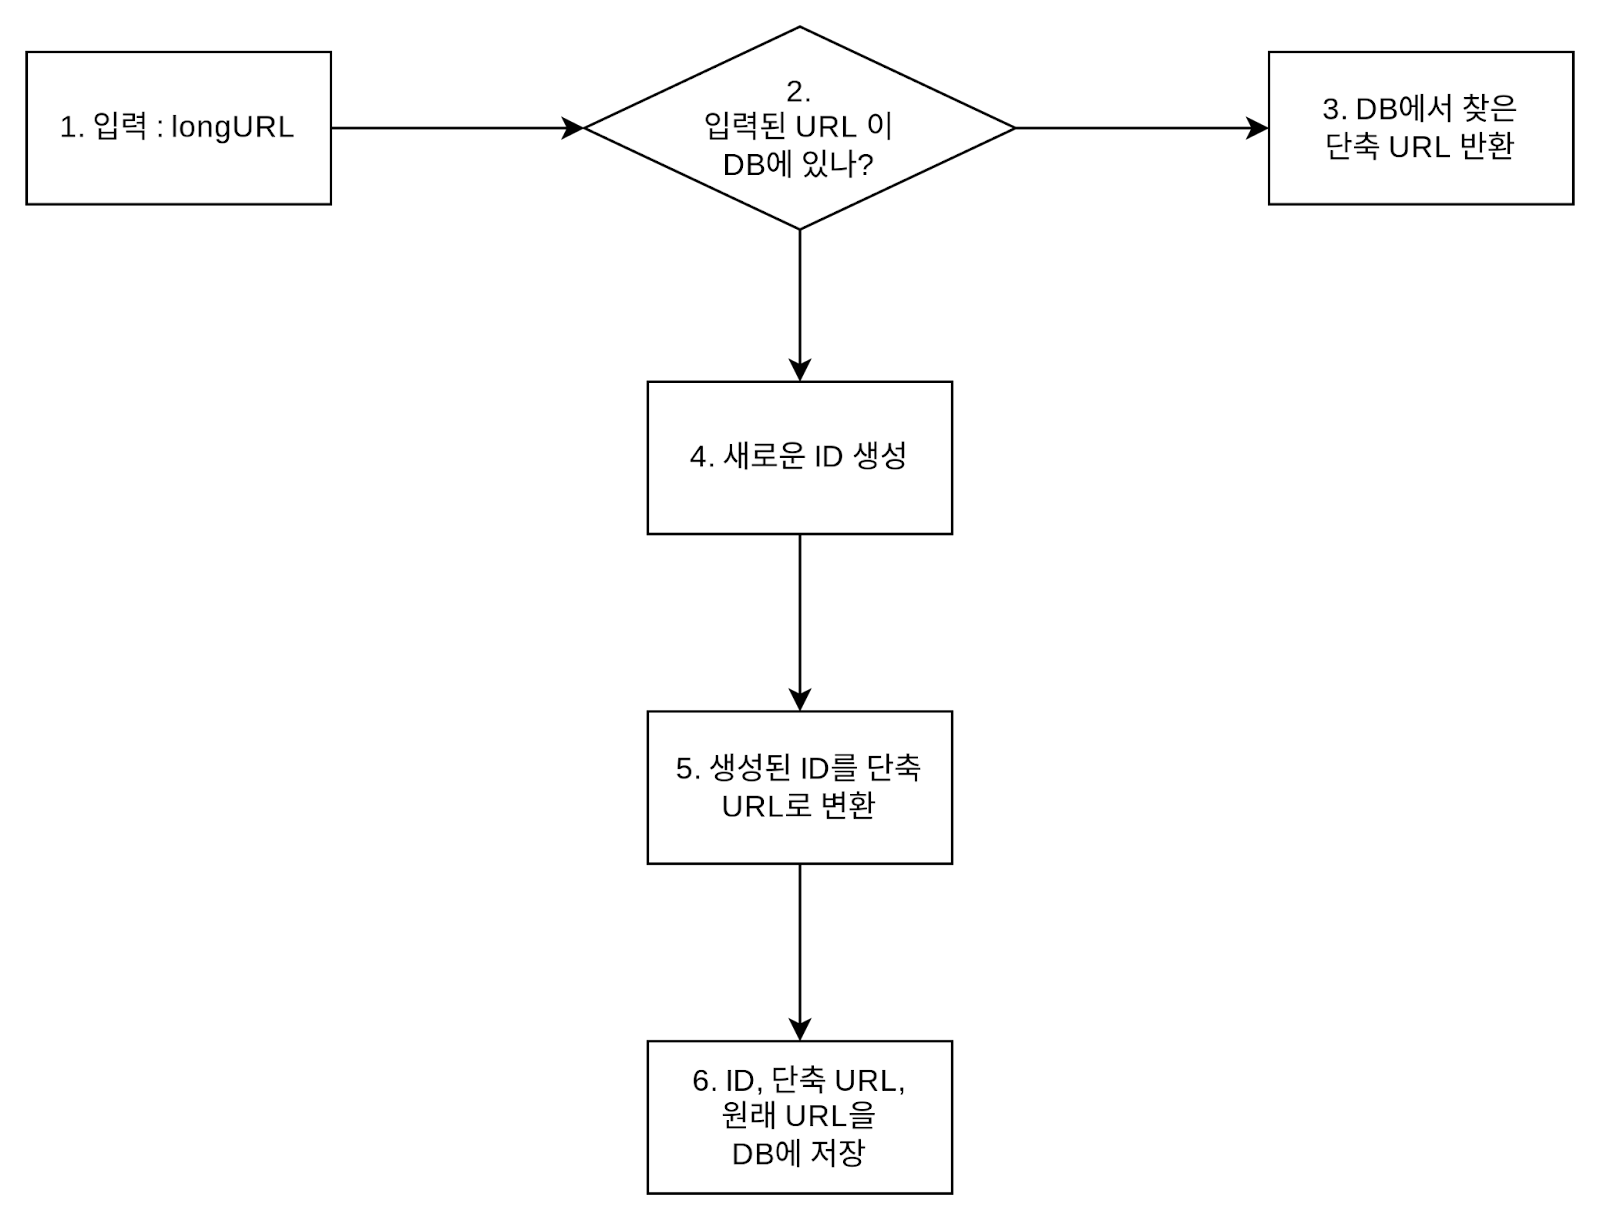 1. 입력 : longURL
2.
입력된 URL 이
DB에 있나?
3. DB에서 찾은
단축 URL 반환
4. 새로운 ID 생성
5. 생성된 ID를 단축
URL로 변환
6. ID, 단축 URL,
원래 URL을
DB에 저장